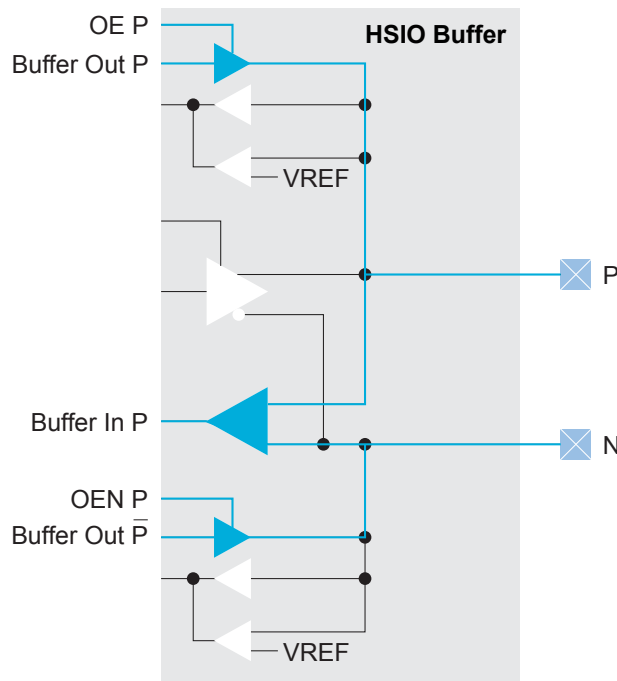 OE P
HSIO Buffer
Buffer Out P
VREF
P
Buffer In P
N
OEN P
Buffer Out P̅
VREF